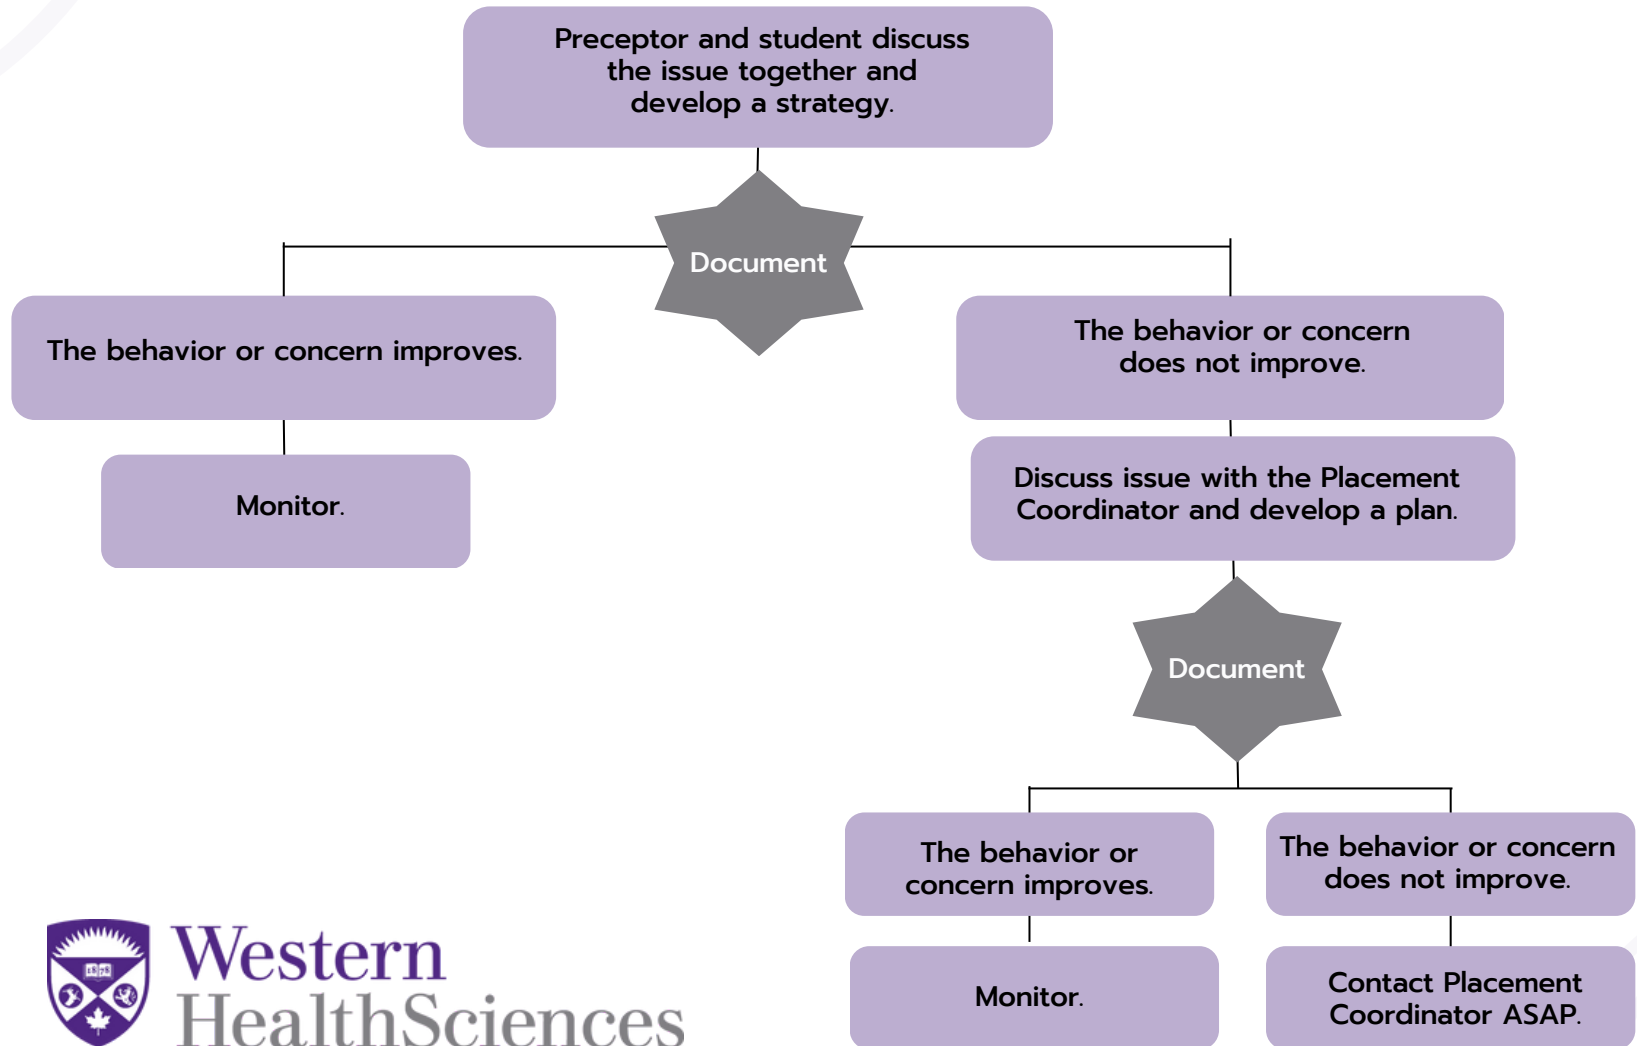 Preceptor and student discuss
the issue together and
develop a strategy.
Document
The behavior or concern improves.
Monitor.
The behavior or concern
does not improve.
Discuss issue with the Placement
Coordinator and develop a plan.
Document
The behavior or
concern improves.
Monitor.
The behavior or concern
does not improve.
Contact Placement
Coordinator ASAP.
1878
Western
HealthSciences